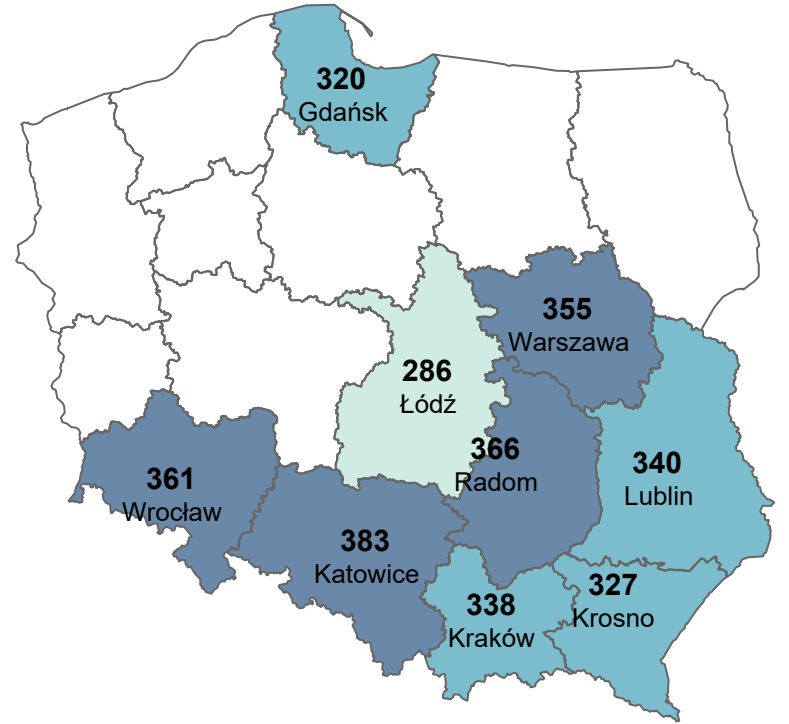 320
Gdańsk
355
Warszawa
286
Łódź
366
Radom
340
Lublin
361
Wrocław
383
Katowice
327
Krosno
338
Kraków